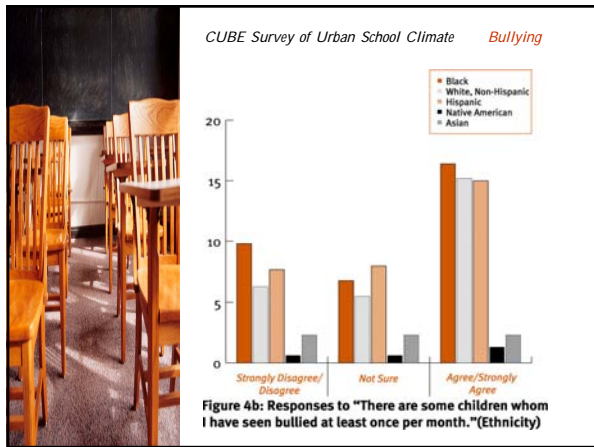 CUBE Survey of Urban School Climate Bullying
Black
White, Non-Hispanic
Hispanic
Native American
Asian
20
15
10
5
0
Strongly Disagree/
Disagree
Not Sure
Agree/Strongly
Agree
Figure 4b: Responses to “There are some children whom
I have seen bullied at least once per month.”(Ethnicity)